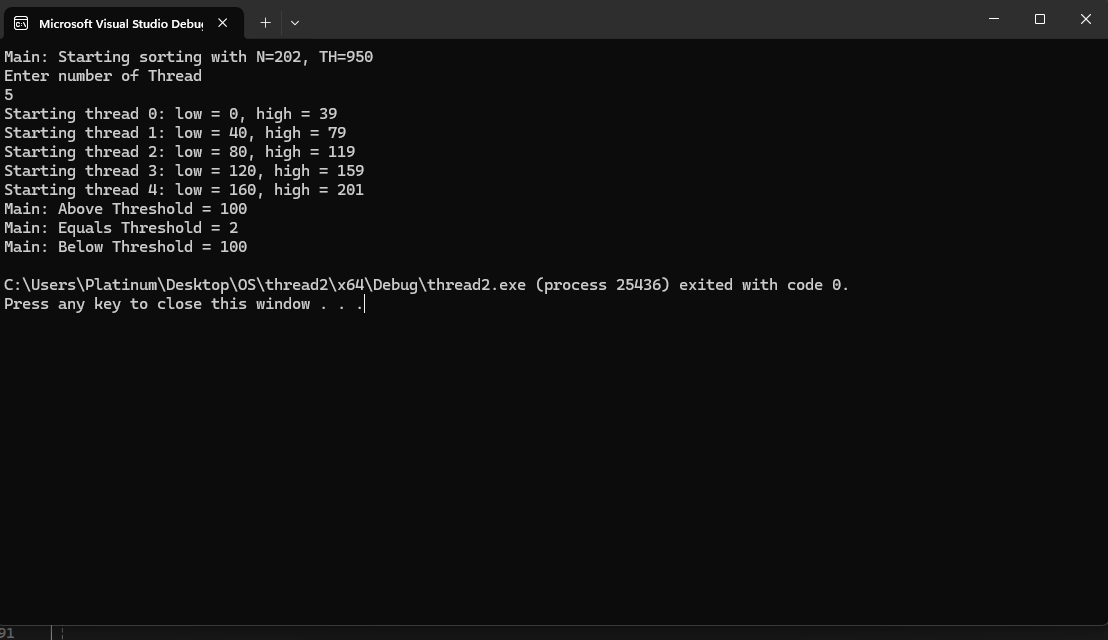 Microsoft Visual Studio Debu
Main: Starting sorting with N=202, TH=950
Enter number of Thread
5
Starting thread 0: low = 0, high = 39
Starting thread 1: low = 40, high = 79
Starting thread 2: low = 80, high = 119
Starting thread 3: low = 120, high = 159
Starting thread 4: low = 160, high = 201
Main: Above Threshold = 100
Main: Equals Threshold = 2
Main: Below Threshold = 100
C:\Users\Platinum\Desktop\OS\thread2\x64\Debug\thread2.exe (process 25436) exited with code 0.
Press any key to close this window . . .
91